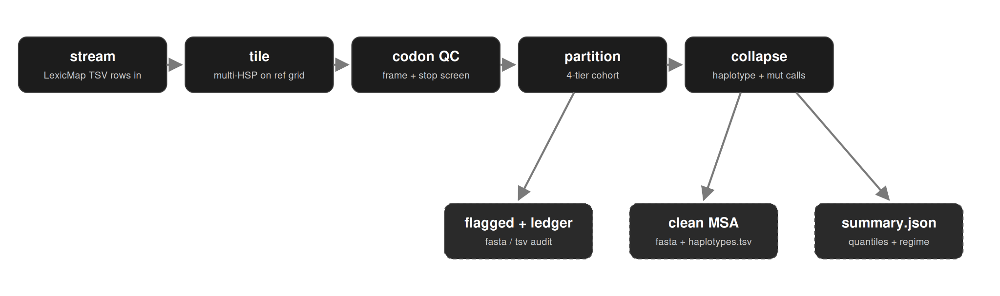 stream
LexicMap TSV rows in
tile
multi-HSP on ref grid
codon QC
frame + stop screen
partition
4-tier cohort
collapse
haplotype + mut calls
flagged + ledger
fasta / tsv audit
clean MSA
fasta + haplotypes.tsv
summary.json
quantiles + regime